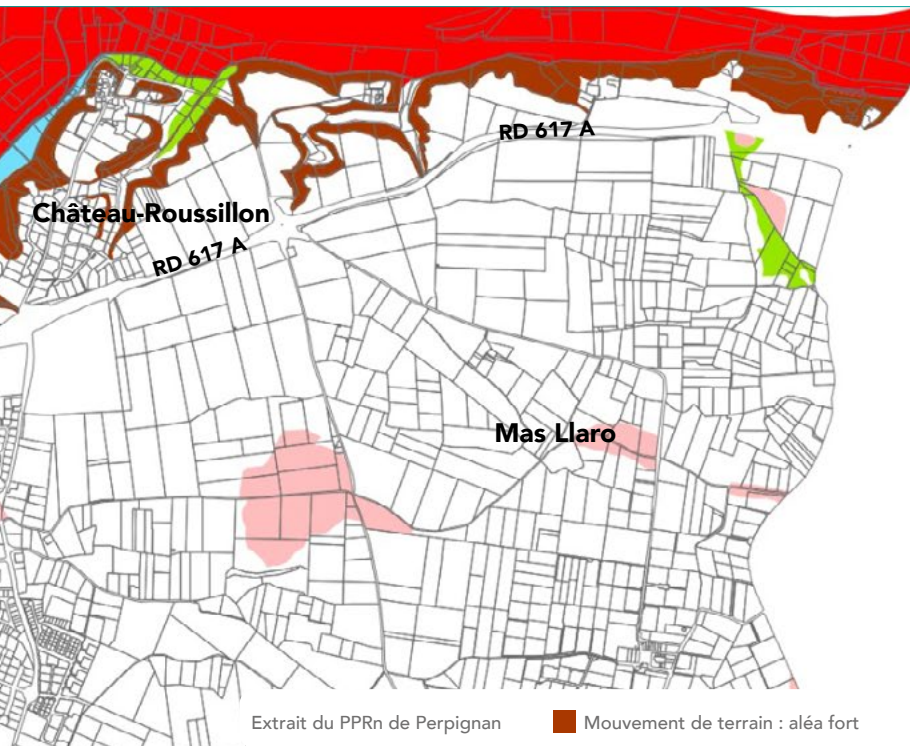 RD 617 A
Château-Roussillon
RD 617 A
Mas Llaro
Extrait du PPRn de Perpignan
Mouvement de terrain : aléa fort